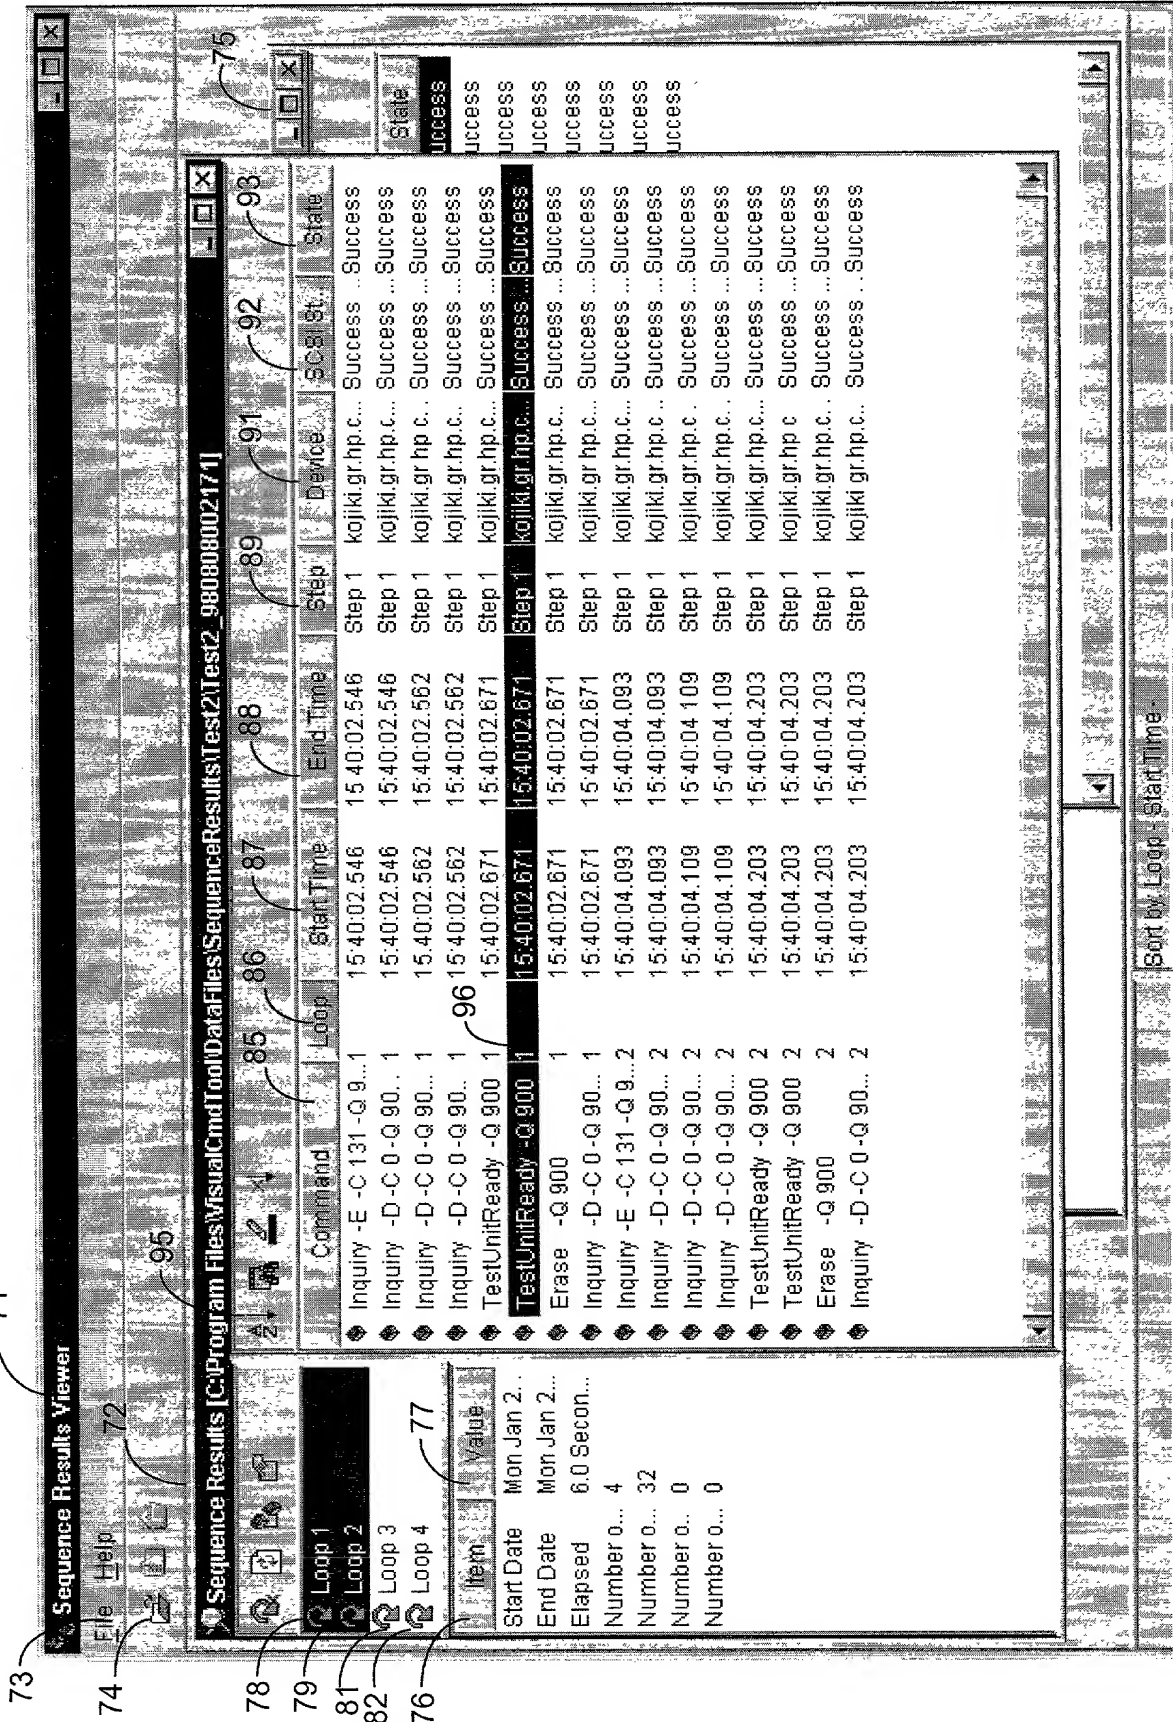 73
Sequence Results Viewer
File Help
74
72
75
State
uccess
uccess
uccess
uccess
uccess
uccess
uccess
uccess
Sequence Results [C:\Program Files\VisualCmdTool\DataFiles\SequenceResults\Test2\Test2_980808002171]
95
78
79
81
82
Loop 1
Loop 2
Loop 3
Loop 4
76
77
Item Value
Start Date Mon Jan 2...
End Date Mon Jan 2...
Elapsed 6.0 Secon...
Number o... 4
Number o... 32
Number o.. 0
Number o... 0
85 86 87 88 89 91 92 93
Command Loop Start Time End Time Step Device... SCSI St... State
Inquiry -E -C 131 -Q 9... 1 15:40:02.546 15:40:02.546 Step 1 kojiki.gr.hp.c... Success ... Success
Inquiry -D -C 0 -Q 90... 1 15:40:02.546 15:40:02.546 Step 1 kojiki.gr.hp.c... Success ... Success
Inquiry -D -C 0 -Q 90... 1 15:40:02.562 15:40:02.562 Step 1 kojiki.gr hp c... Success ... Success
Inquiry -D -C 0 -Q 90.. 1 15:40:02.562 15:40:02.562 Step 1 kojiki.gr.hp.c... Success ... Success
TestUnitReady -Q 900 1 15:40:02.671 15:40:02.671 Step 1 kojiki.gr.hp.c... Success ... Success
96
TestUnitReady -Q 900 1 15:40:02.671 15:40:02.671 Step 1 kojiki.gr.hp.c... Success ... Success
Erase -Q 900 1 15:40:02.671 15:40:02.671 Step 1 kojiki.gr.hp.c... Success ... Success
Inquiry -D -C 0 -Q 90... 1 15:40:02.671 15:40:02.671 Step 1 kojiki.gr.hp.c... Success ... Success
Inquiry -E -C 131 -Q 9... 2 15:40:04.093 15:40:04.093 Step 1 kojiki.gr.hp.c... Success ... Success
Inquiry -D -C 0 -Q 90... 2 15:40:04.093 15:40:04.093 Step 1 kojiki.gr.hp.c... Success ... Success
Inquiry -D -C 0 -Q 90... 2 15:40:04.109 15:40:04 109 Step 1 kojiki.gr.hp.c... Success ... Success
Inquiry -D -C 0 -Q 90... 2 15:40:04.109 15:40:04.109 Step 1 kojiki.gr.hp.c... Success ... Success
TestUnitReady -Q 900 2 15:40:04.203 15:40:04.203 Step 1 kojiki.gr.hp.c... Success ... Success
TestUnitReady -Q 900 2 15:40:04.203 15:40:04.203 Step 1 kojiki.gr.hp c Success ... Success
Erase -Q 900 2 15:40:04.203 15:40:04.203 Step 1 kojiki.gr.hp.c... Success ... Success
Inquiry -D -C 0 -Q 90... 2 15:40:04.203 15:40:04.203 Step 1 kojiki gr.hp.c... Success ... Success
Sort by: Loop - Start Time -